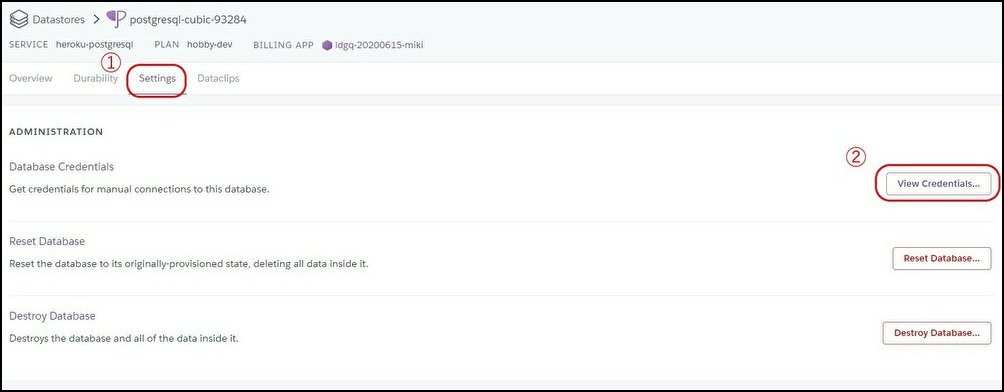 Datastores > postgresql-cubic-93284
SERVICE heroku-postgresql PLAN hobby-dev BILLING APP ldgq-20200615-miki
①
Overview Durability Settings Dataclips
ADMINISTRATION
Database Credentials
②
Get credentials for manual connections to this database.
View Credentials...
Reset Database
Reset the database to its originally-provisioned state, deleting all data inside it.
Reset Database...
Destroy Database
Destroys the database and all of the data inside it.
Destroy Database...